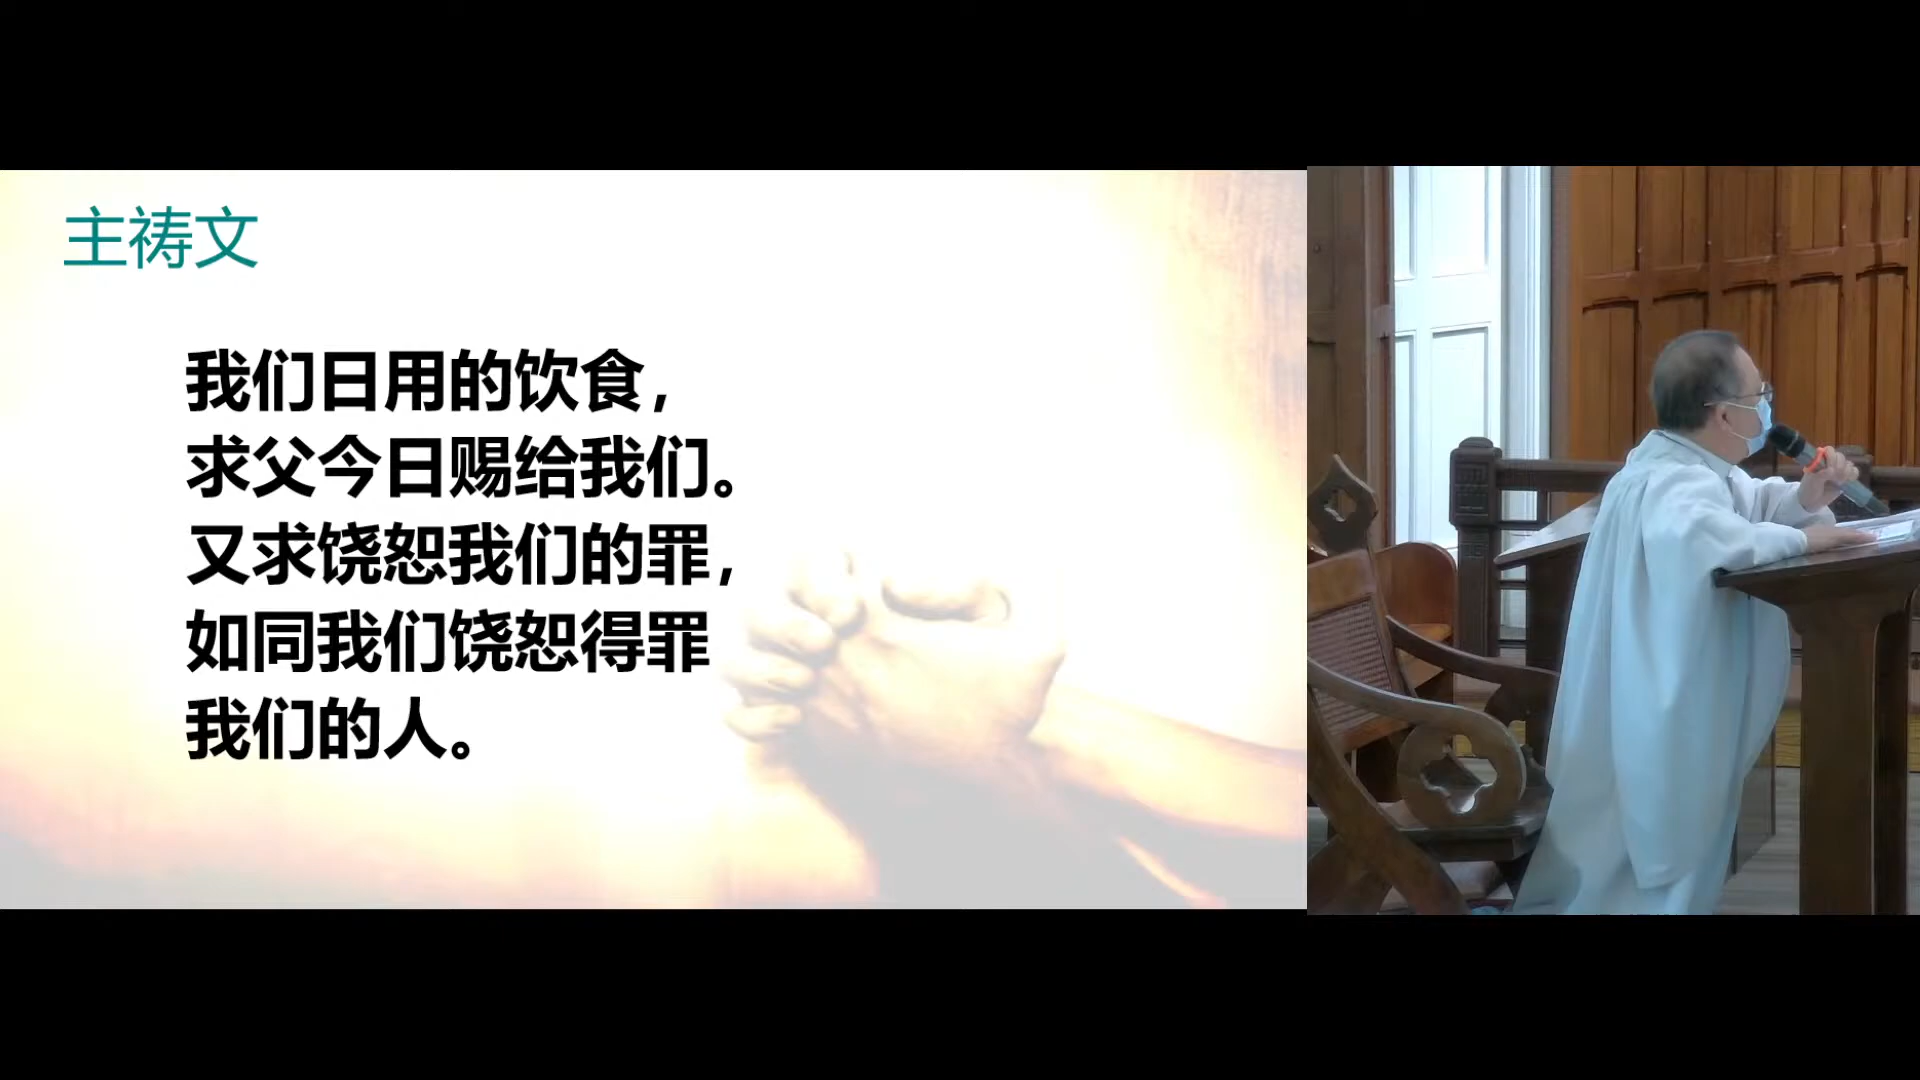 主祷文
我们日用的饮食，
求父今日赐给我们。
又求饶恕我们的罪，
如同我们饶恕得罪
我们的人。